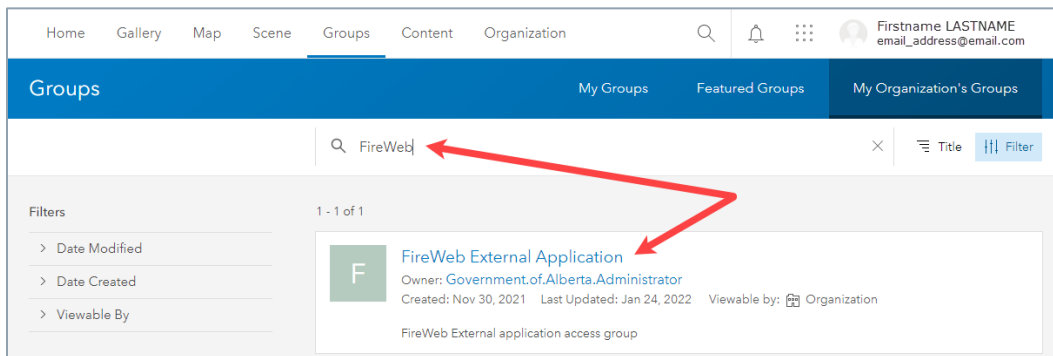 Home Gallery Map Scene Groups Content Organization Firstname LASTNAME
email_address@email.com
Groups My Groups Featured Groups My Organization's Groups
FireWeb Title Filter
Filters 1 - 1 of 1
> Date Modified
> Date Created
> Viewable By
F
FireWeb External Application
Owner: Government.of.Alberta.Administrator
Created: Nov 30, 2021 Last Updated: Jan 24, 2022 Viewable by: Organization
FireWeb External application access group